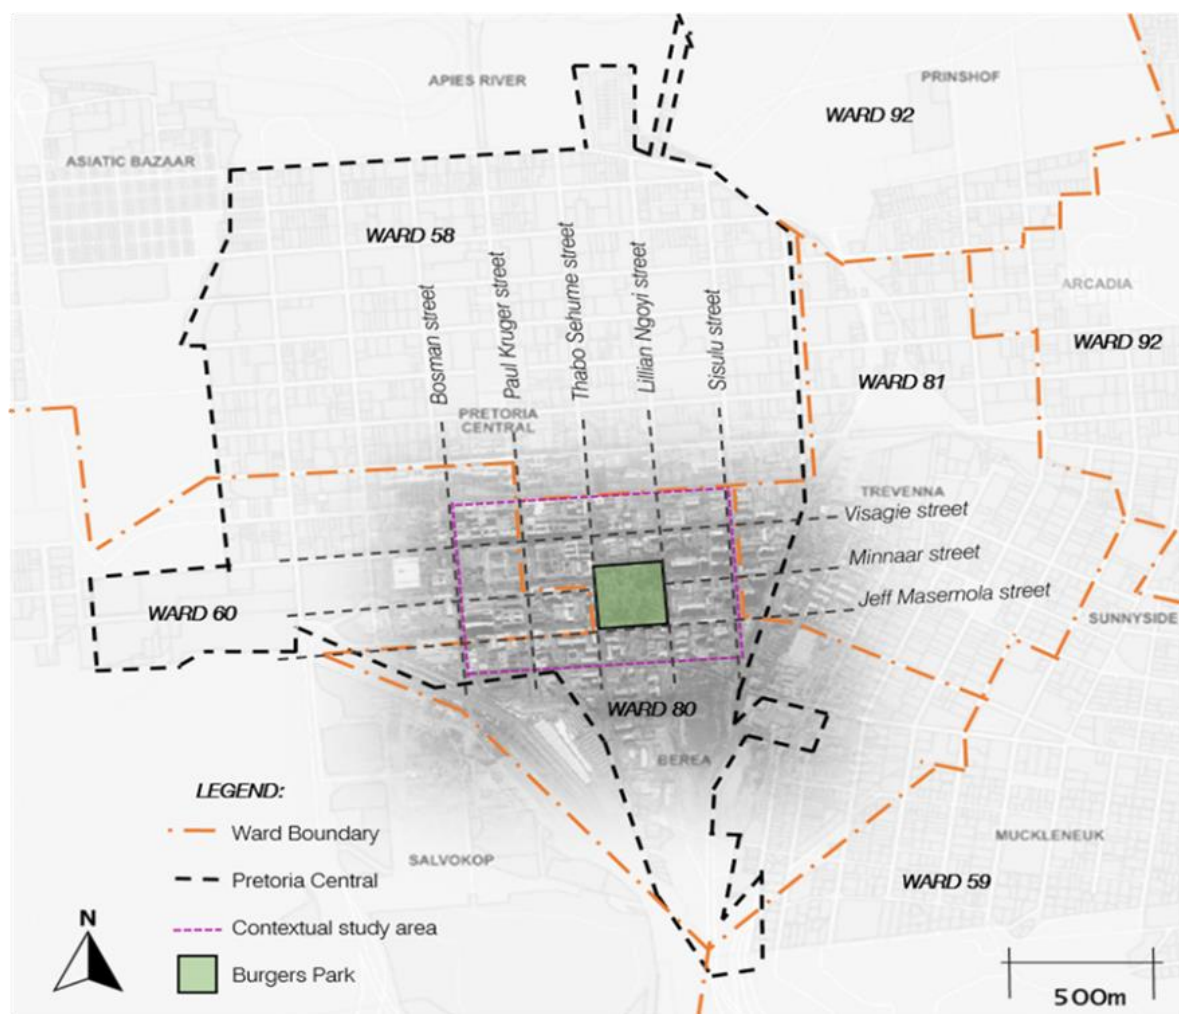 APIES RIVER
PRINSHOF
WARD 92
ASIATIC BAZAAR
WARD 58
ARCADIA
WARD 92
Bosman street
Paul Kruger street
Thabo Sehume street
Lillian Ngoyi street
Sisulu street
WARD 81
PRETORIA
CENTRAL
TREVENNA
Visagie street
Minnaar street
Jeff Masemola street
WARD 60
SUNNYSIDE
WARD 80
BEREA
LEGEND:
Ward Boundary
Pretoria Central
Contextual study area
Burgers Park
SALVOKOP
MUCKLENEUK
WARD 59
N
500m